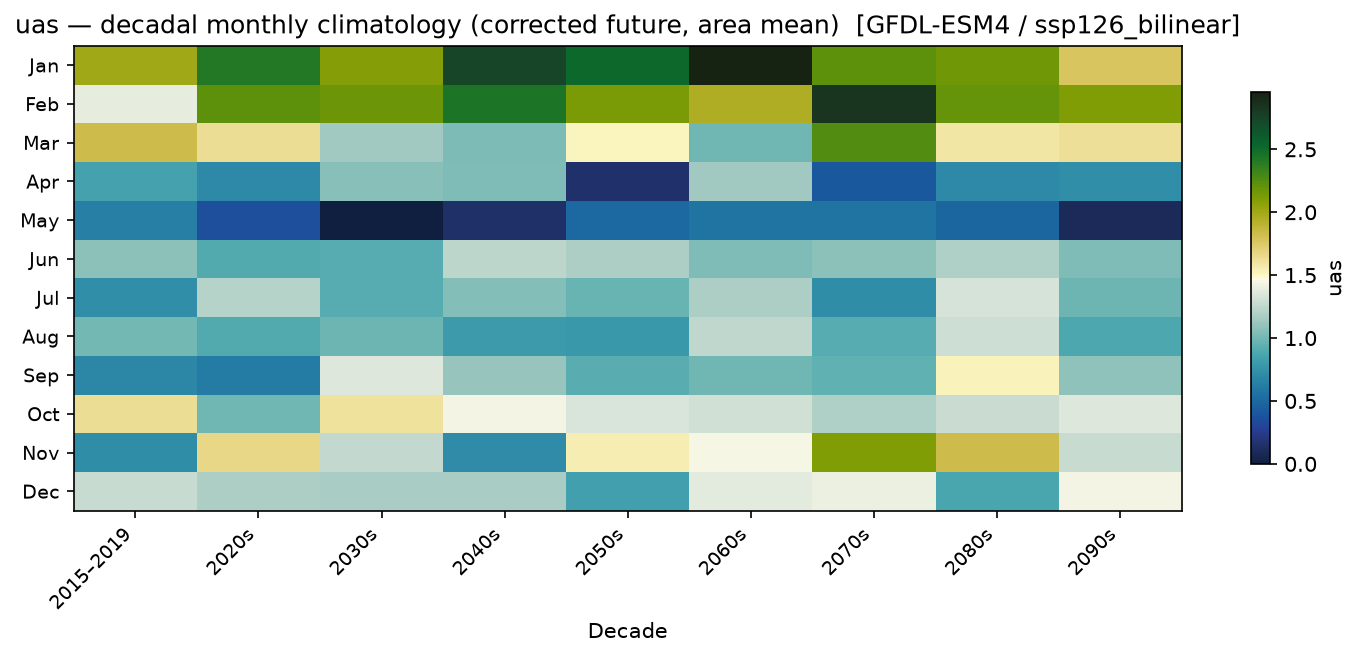 uas — decadal monthly climatology (corrected future, area mean)  [GFDL-ESM4 / ssp126_bilinear]
Jan
Feb
Mar
Apr
May
Jun
Jul
Aug
Sep
Oct
Nov
Dec
2015–2019
2020s
2030s
2040s
2050s
2060s
2070s
2080s
2090s
Decade
2.5
2.0
1.5
1.0
0.5
0.0
uas